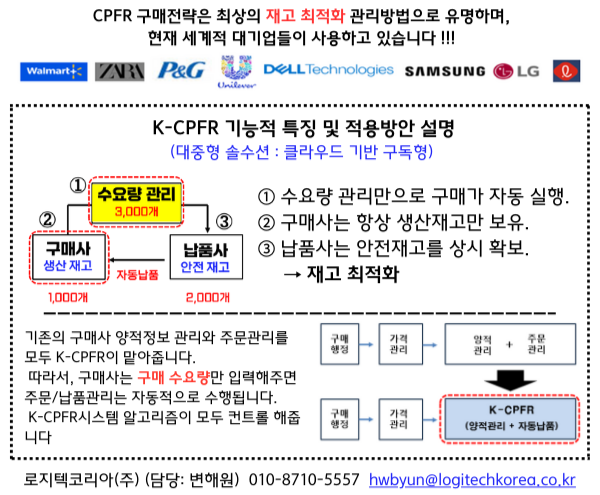 CPFR 구매전략은 최상의 재고 최적화 관리방법으로 유명하며,
현재 세계적 대기업들이 사용하고 있습니다 !!!
Walmart ZARA P&G Unilever DELLTechnologies SAMSUNG LG
K-CPFR 기능적 특징 및 적용방안 설명
(대중형 솔수션 : 클라우드 기반 구독형)
①
수요량 관리
3,000개
②
③
구매사
생산 재고
자동납품
납품사
안전 재고
1,000개
2,000개
① 수요량 관리만으로 구매가 자동 실행.
② 구매사는 항상 생산재고만 보유.
③ 납품사는 안전재고를 상시 확보.
→ 재고 최적화
기존의 구매사 양적정보 관리와 주문관리를
모두 K-CPFR이 맡아줍니다.
따라서, 구매사는 구매 수요량만 입력해주면
주문/납품관리는 자동적으로 수행됩니다.
K-CPFR시스템 알고리즘이 모두 컨트롤 해줍
니다
구매
행정
가격
관리
양적
관리
+
주문
관리
구매
행정
가격
관리
K-CPFR
(양적관리 + 자동납품)
로지텍코리아(주) (담당: 변해원) 010-8710-5557 hwbyun@logitechkorea.co.kr